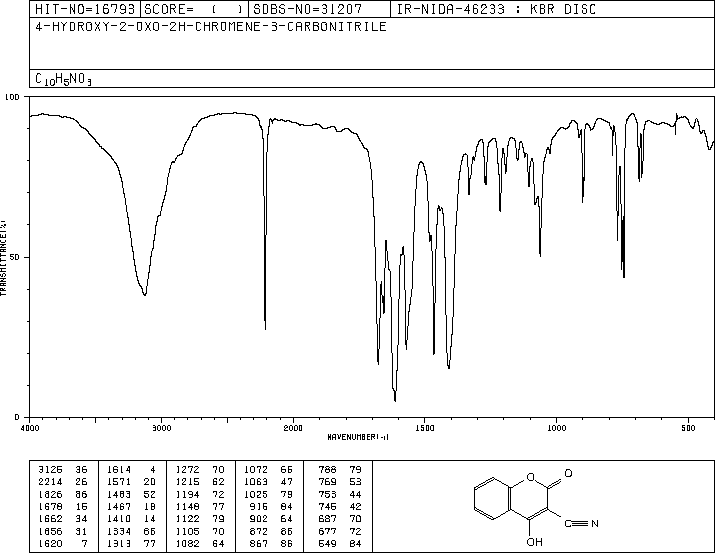 HIT-NO=16793 SCORE= ( ) SDBS-NO=31207 IR-NIDA-46233 : KBR DISC
4-HYDROXY-2-OXO-2H-CHROMENE-3-CARBONITRILE
C10H5NO3
100
50
0
TRANSMITTANCE(%)
4000 3000 2000 1500 1000 500
WAVENUMBER(-1)
3125 36 1614 4 1272 70 1072 66 788 79
2214 26 1571 20 1215 62 1063 47 769 53
1826 86 1483 52 1194 72 1025 79 753 44
1678 15 1467 18 1148 77 916 84 745 42
1662 34 1410 14 1122 79 902 64 687 70
1656 31 1334 66 1105 70 872 86 677 72
1620 7 1313 77 1082 64 867 86 549 84
O O
C N
OH